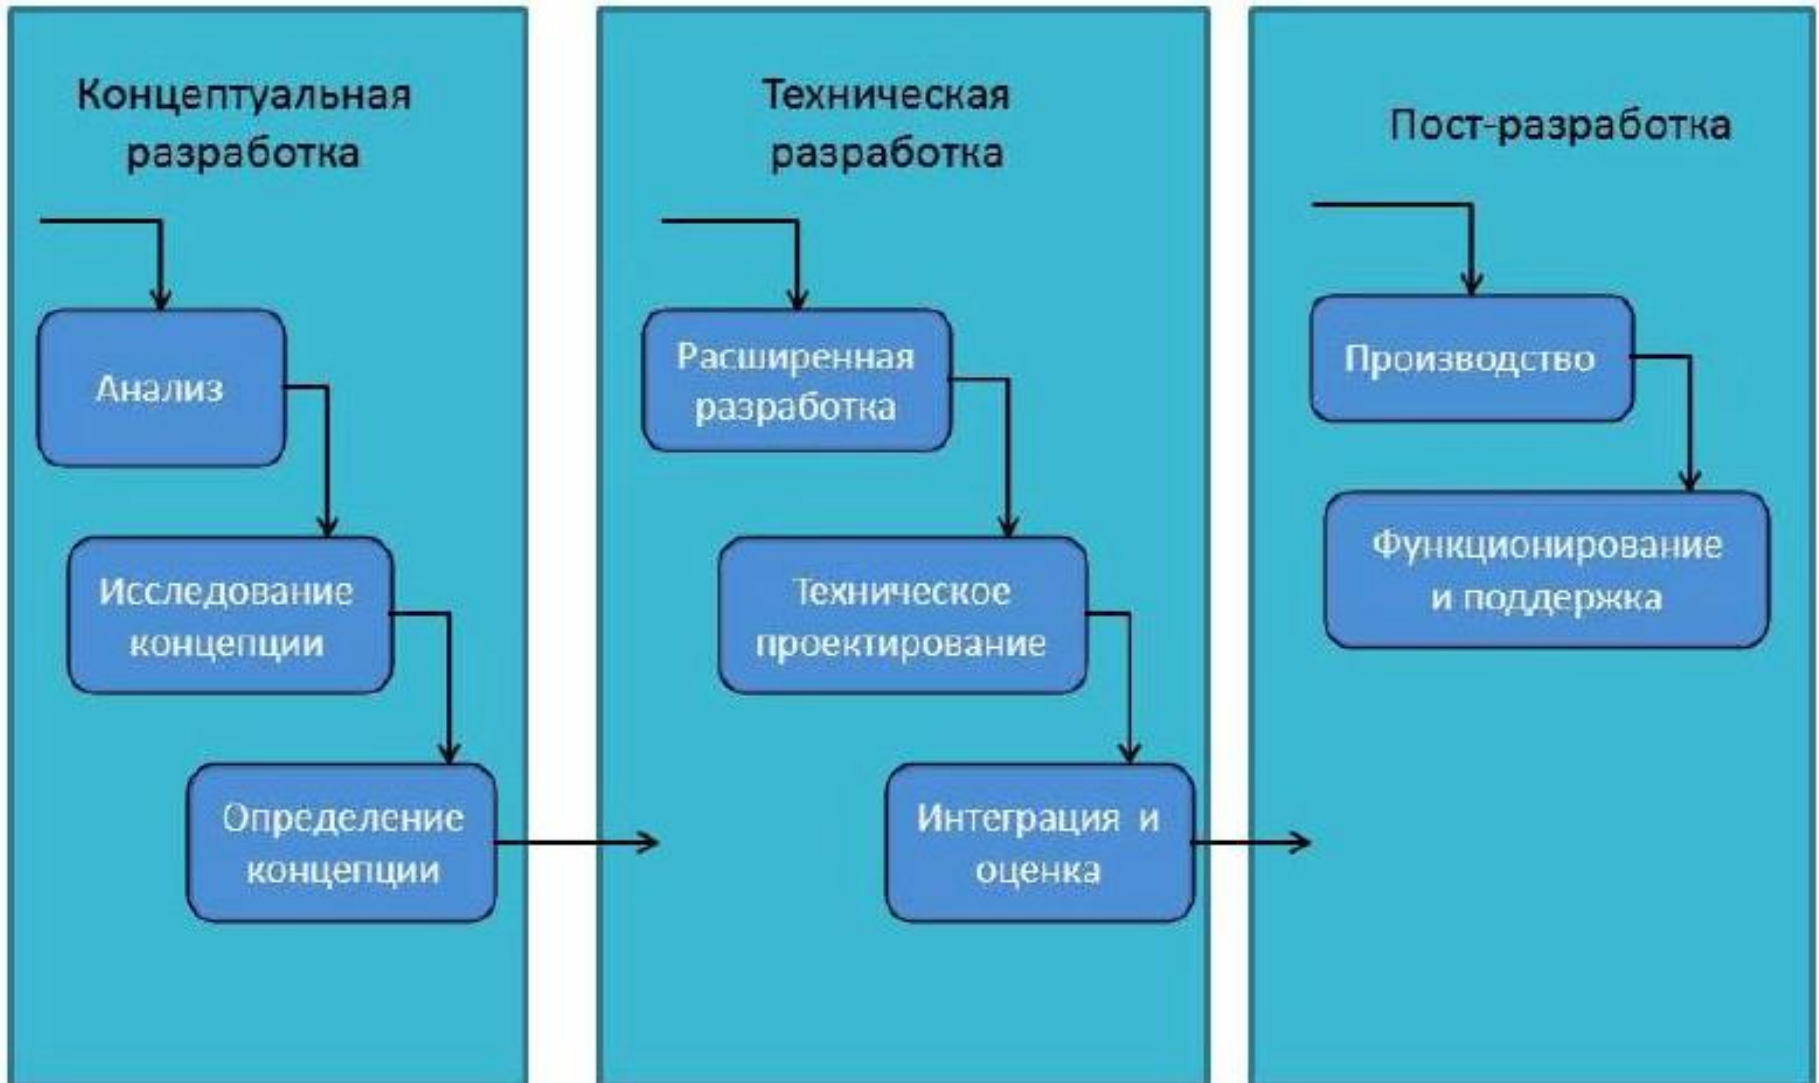 Концептуальная
разработка
Анализ
Исследование
концепции
Определение
концепции
Техническая
разработка
Расширенная
разработка
Техническое
проектирование
Интеграция и
оценка
Пост-разработка
Производство
Функционирование
и поддержка